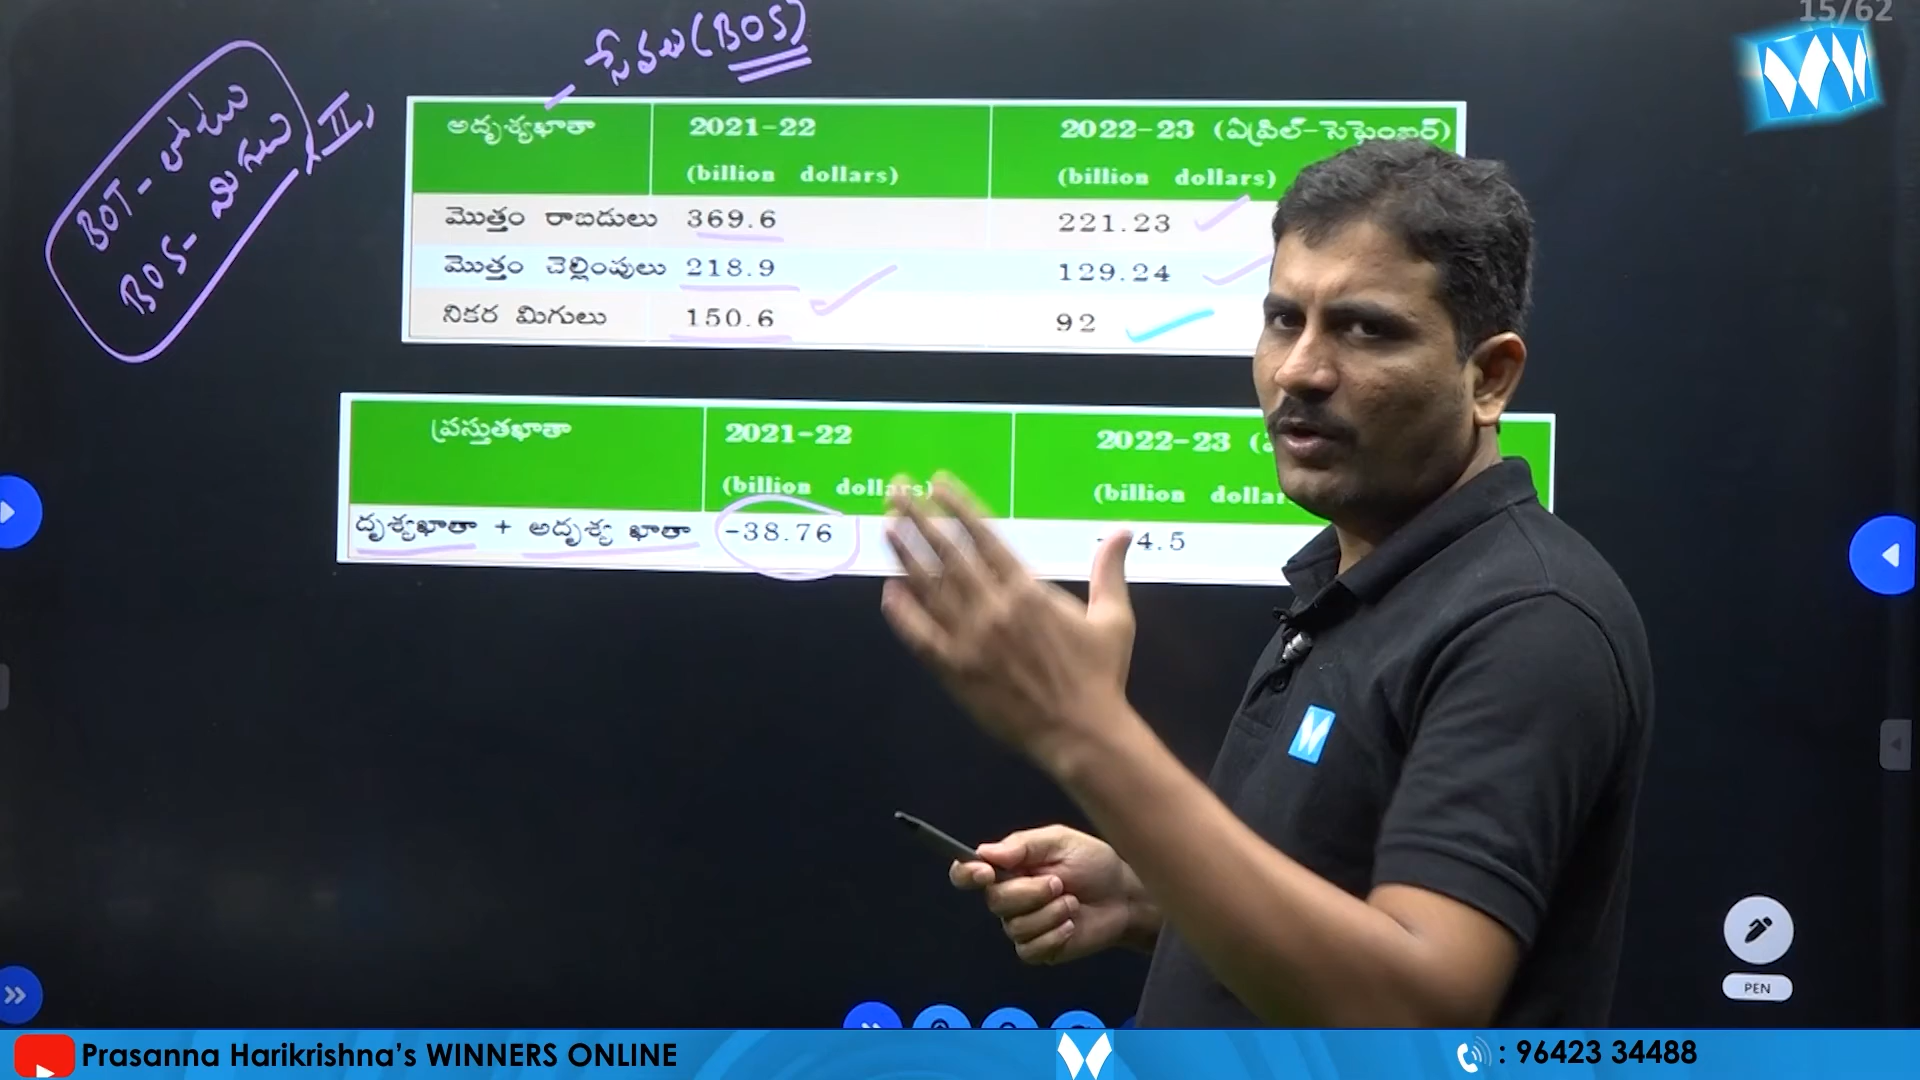 15/62
సేవలు (BOS)
BOT - లోటు
BOS - మిగులు
II,
అదృశ్యఖాతా 2021-22 (billion dollars) 2022-23 (ఏప్రిల్-సెప్టెంబర్) (billion dollars)
మొత్తం రాబడులు 369.6 221.23
మొత్తం చెల్లింపులు 218.9 129.24
నికర మిగులు 150.6 92
ప్రస్తుతఖాతా 2021-22 (billion dollars) 2022-23 (billion
దృశ్యఖాతా + అదృశ్య ఖాతా -38.76 4.5
PEN
Prasanna Harikrishna's WINNERS ONLINE
: 96423 34488